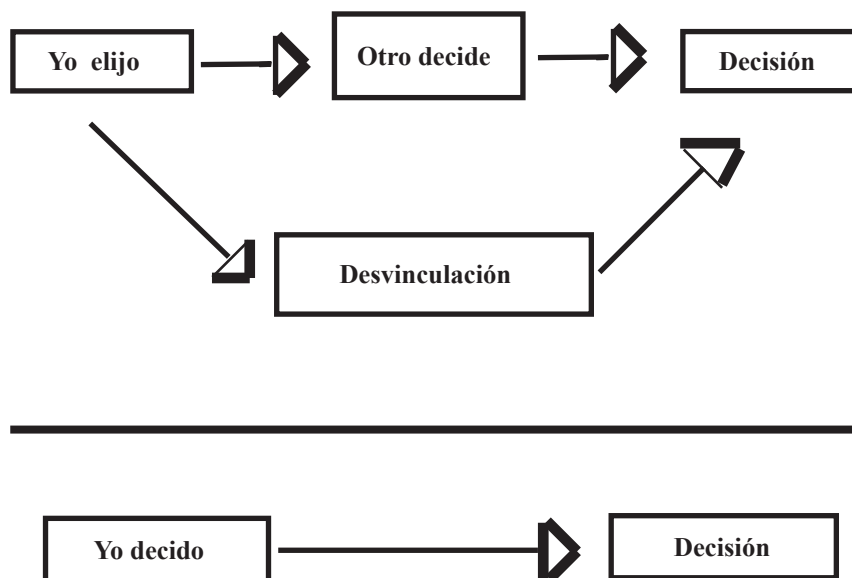 Yo elijo
Otro decide
Decisión
Desvinculación
Yo decido
Decisión